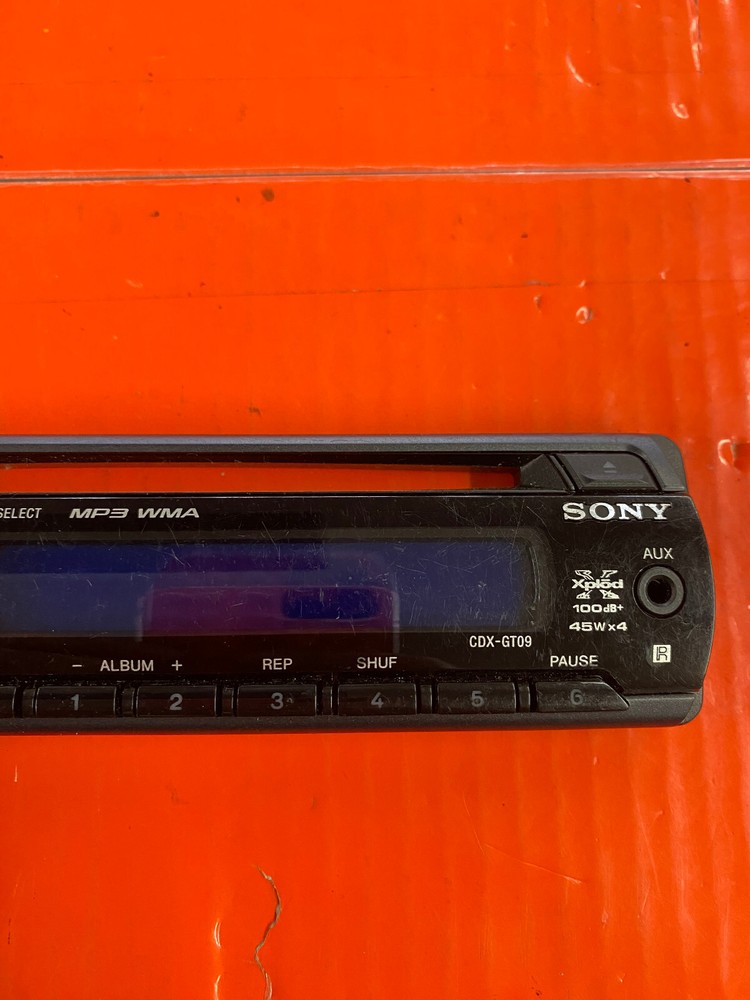 SELECT MP3 WMA
SONY
AUX
Xplod
100dB+
45W x 4
CDX-GT09
R
- ALBUM + REP SHUF PAUSE
1 2 3 4 5 6